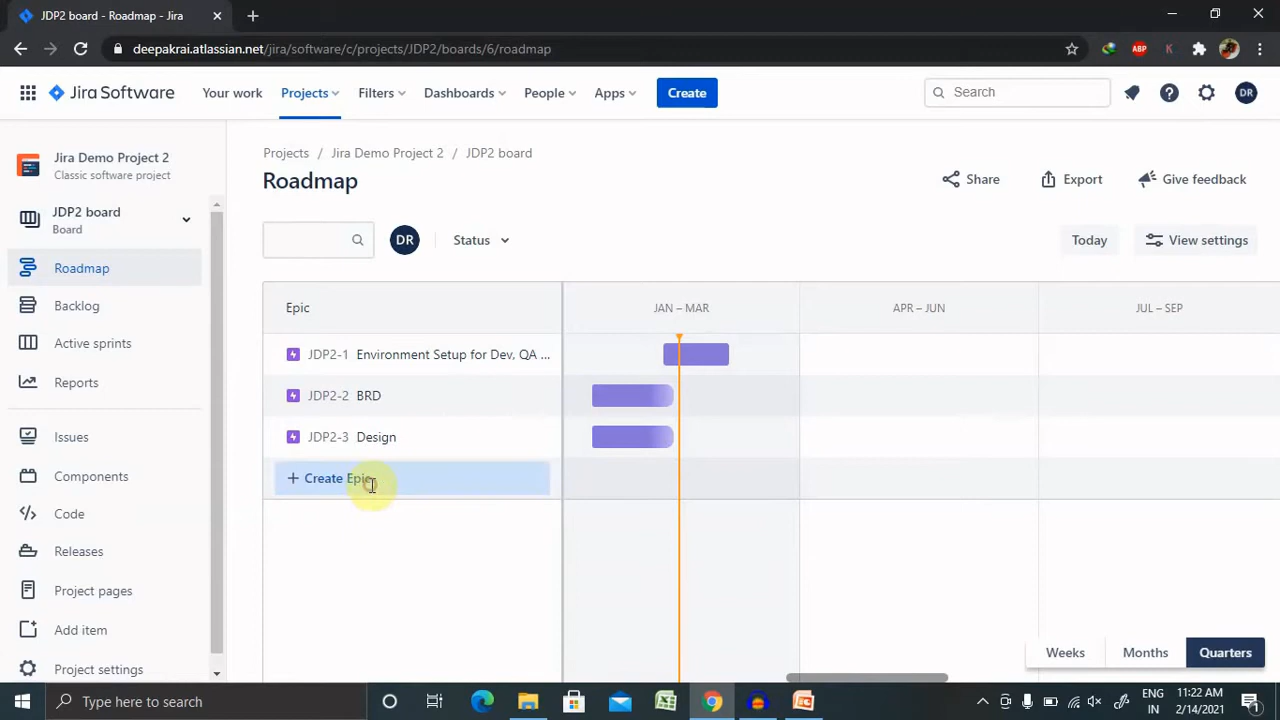 JDP2 board - Roadmap - Jira
deepakrai.atlassian.net/jira/software/c/projects/JDP2/boards/6/roadmap
ABP
K
Jira Software
Your work
Projects
Filters
Dashboards
People
Apps
Create
Search
DR
Jira Demo Project 2
Classic software project
JDP2 board
Board
Roadmap
Backlog
Active sprints
Reports
Issues
Components
Code
Releases
Project pages
Add item
Project settings
Projects / Jira Demo Project 2 / JDP2 board
Roadmap
Share
Export
Give feedback
DR
Status
Today
View settings
Epic
JAN – MAR
APR – JUN
JUL – SEP
JDP2-1 Environment Setup for Dev, QA ...
JDP2-2 BRD
JDP2-3 Design
+ Create Epic
Weeks
Months
Quarters
Type here to search
ENG
IN
11:22 AM
2/14/2021
1